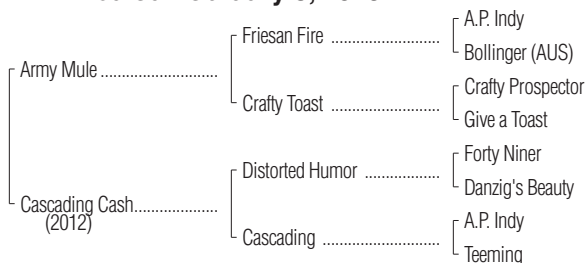 A.P. Indy
Friesan Fire ........................
Bollinger (AUS)
Army Mule ..........................
Crafty Prospector
Crafty Toast ........................
Give a Toast
Forty Niner
Distorted Humor .................
Danzig's Beauty
Cascading Cash...................
(2012)
A.P. Indy
Cascading ..........................
Teeming